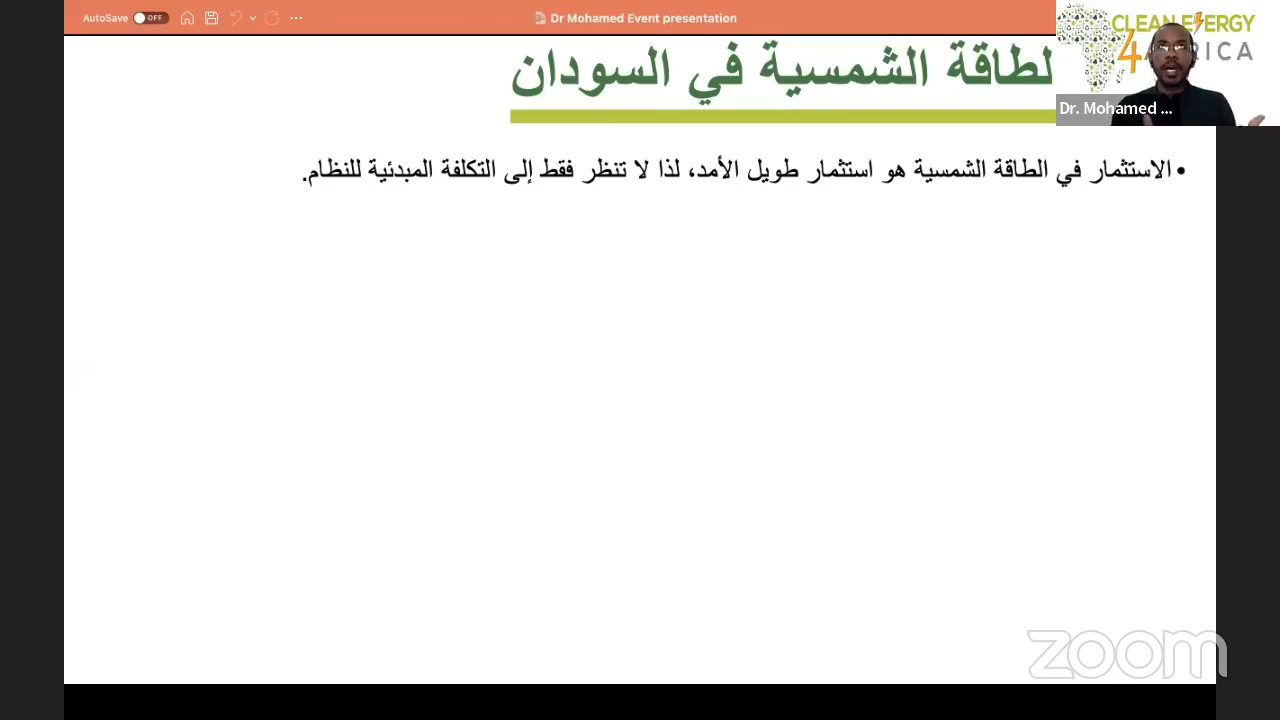 AutoSave OFF
Dr Mohamed Event presentation
CLEAN ENERGY
4 AFRICA
Dr. Mohamed ...
لطاقة الشمسية في السودان
• الاستثمار في الطاقة الشمسية هو استثمار طويل الأمد، لذا لا تنظر فقط إلى التكلفة المبدئية للنظام.
zoom